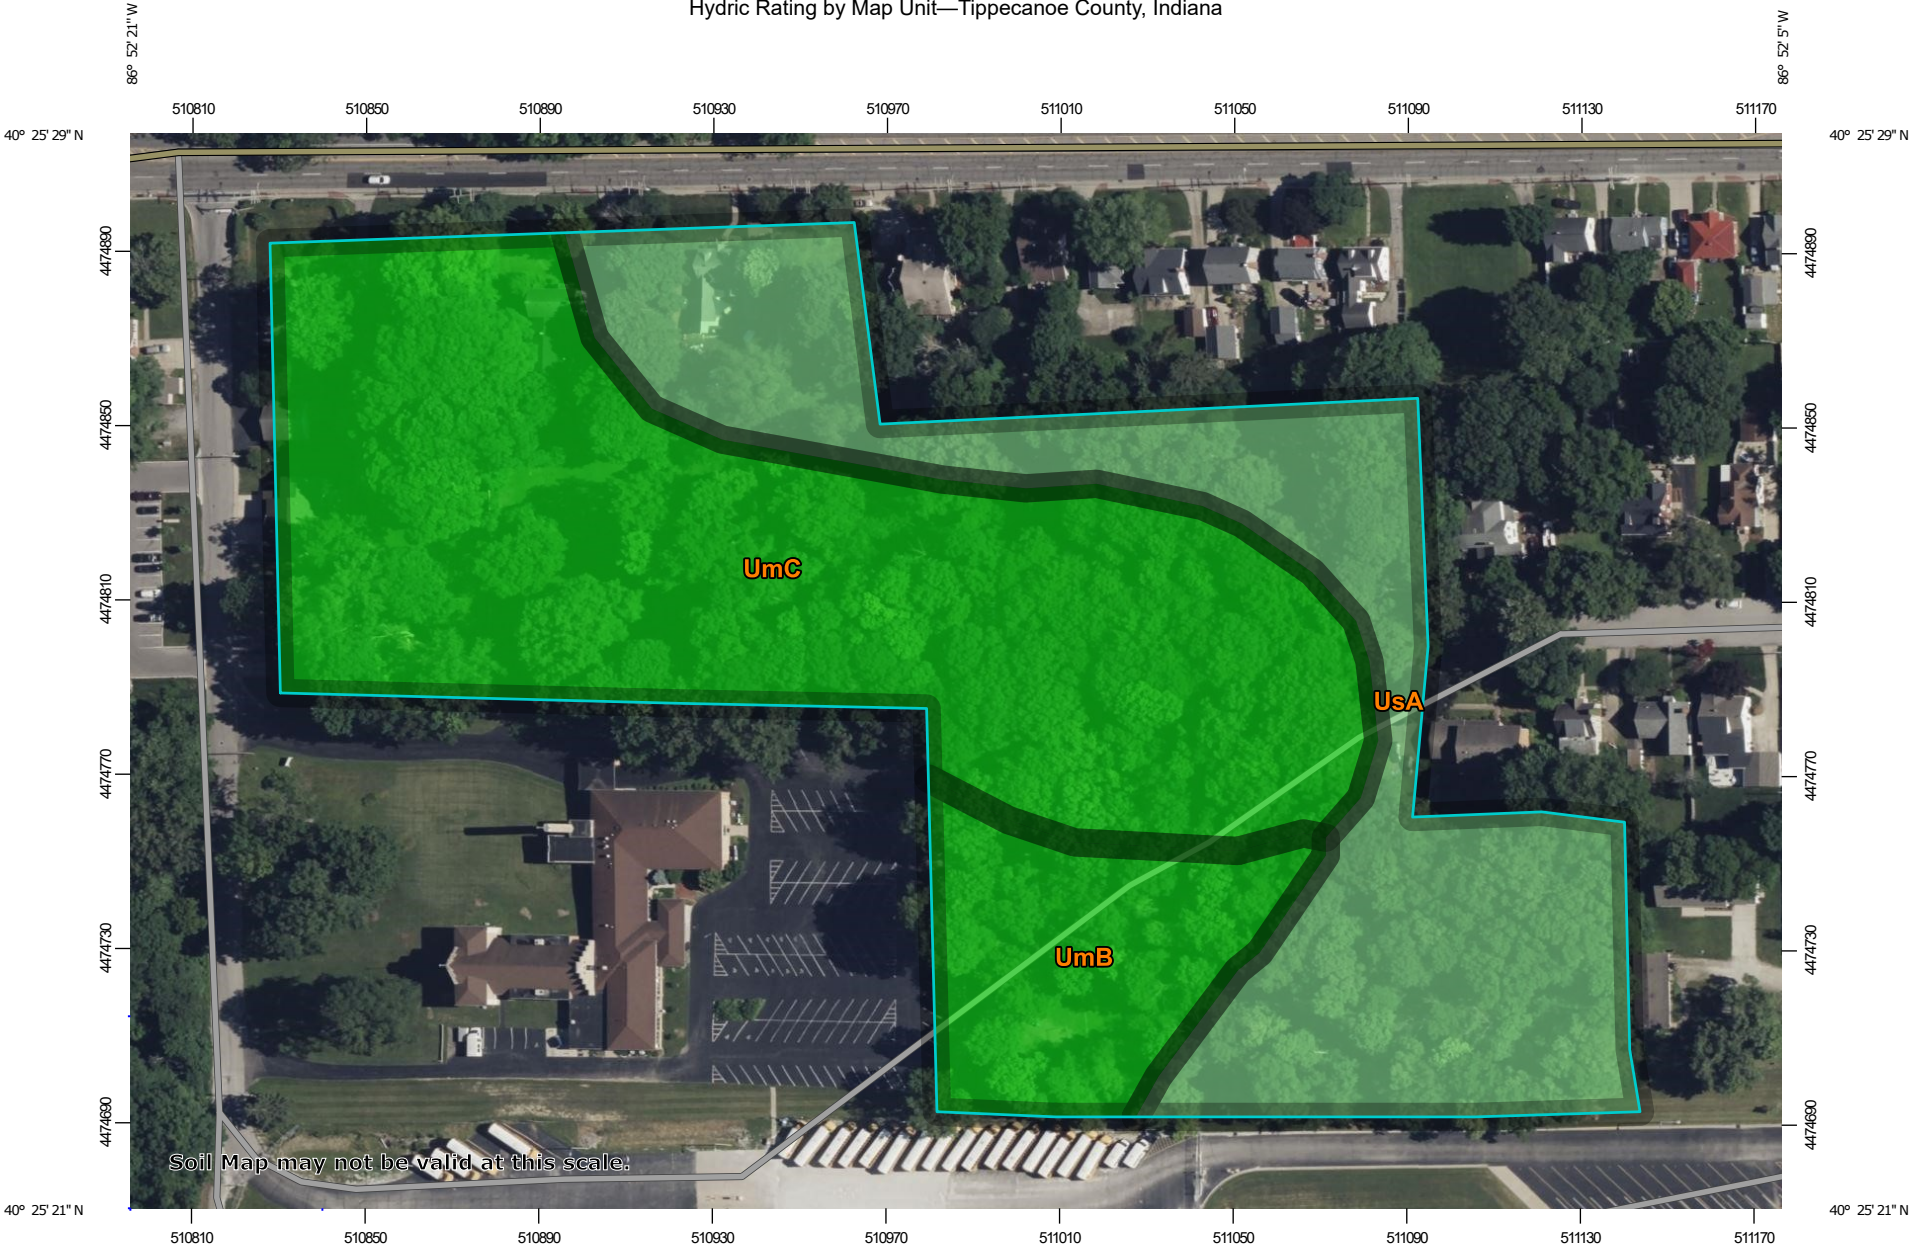 Hydric Rating by Map Unit—Tippecanoe County, Indiana
86° 52' 21" W
86° 52' 5" W
510810 510850 510890 510930 510970 511010 511050 511090 511130 511170
40° 25' 29" N
40° 25' 29" N
4474890
4474890
4474850
4474850
UmC
4474810
4474810
UsA
4474770
4474770
UmB
4474730
4474730
4474690
4474690
Soil Map may not be valid at this scale.
40° 25' 21" N
40° 25' 21" N
510810 510850 510890 510930 510970 511010 511050 511090 511130 511170